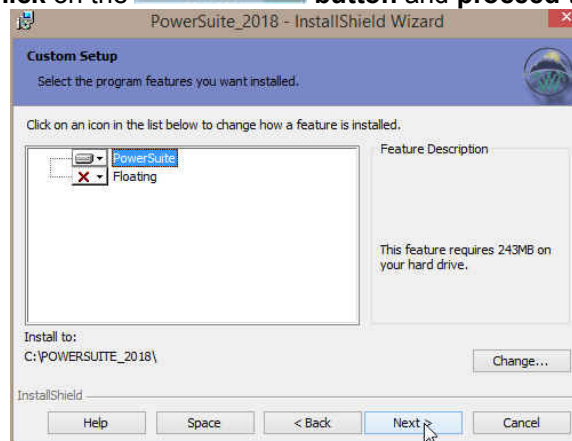 click on the button and proceed
PowerSuite_2018 - InstallShield Wizard
Custom Setup
Select the program features you want installed.
Click on an icon in the list below to change how a feature is installed.
PowerSuite
Floating
Feature Description
This feature requires 243MB on
your hard drive.
Install to:
C:\POWERSUITE_2018\
Change...
InstallShield
Help Space < Back Next > Cancel